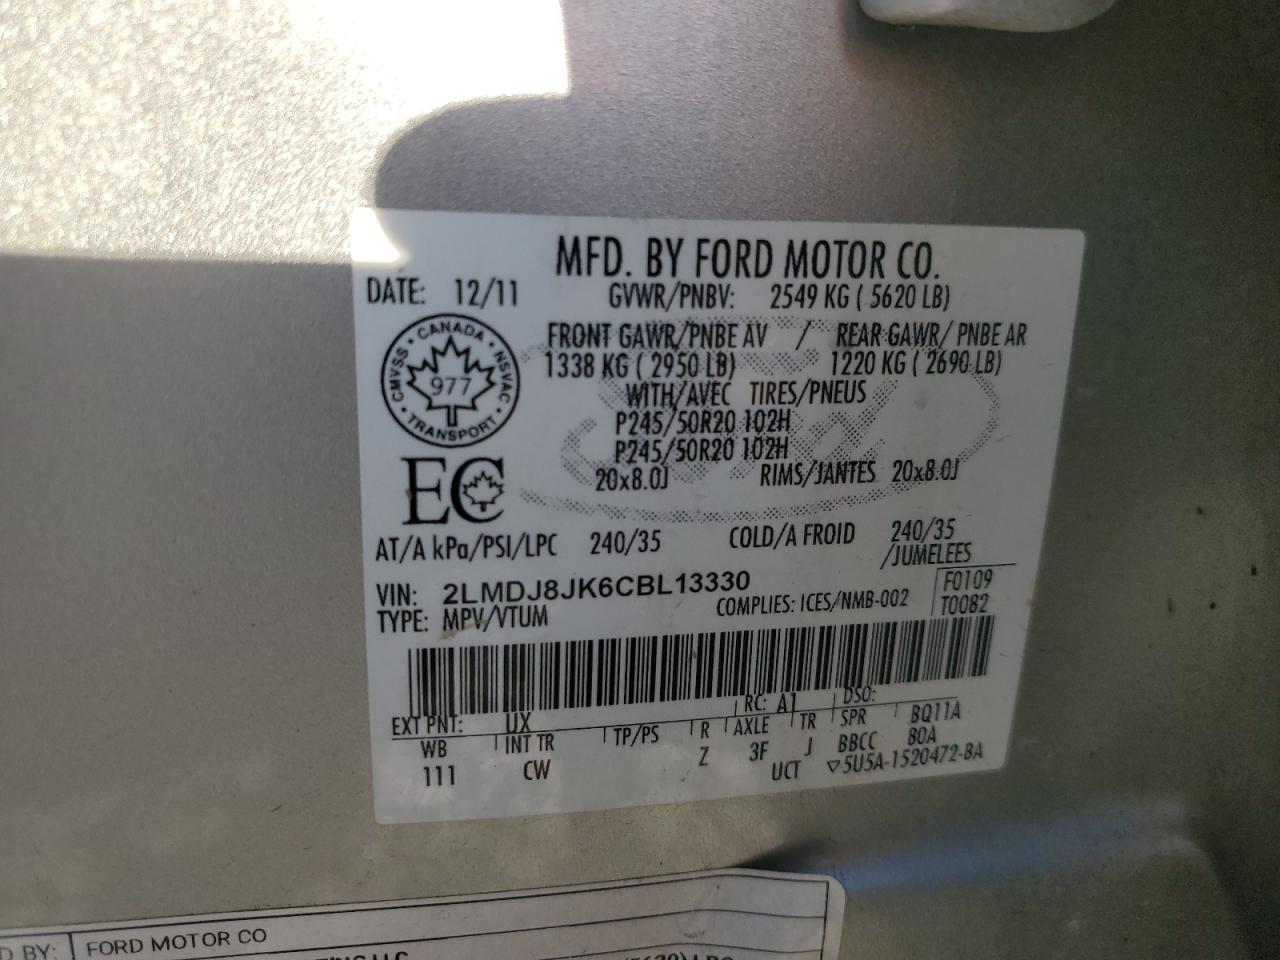 MFD. BY FORD MOTOR CO.
DATE: 12/11 GVWR/PNBV: 2549 KG ( 5620 LB)
FRONT GAWR/PNBE AV / REAR GAWR/ PNBE AR
1338 KG ( 2950 LB) 1220 KG ( 2690 LB)
WITH/AVEC TIRES/PNEUS
P245/50R20 102H
P245/50R20 102H
20x8.0J RIMS/JANTES 20x8.0J
CANADA
CMVSS NSVAC
977
TRANSPORT
EC
AT/A kPa/PSI/LPC 240/35 COLD/A FROID 240/35
/JUMELEES
VIN: 2LMDJ8JK6CBL13330 F0109
TYPE: MPV/VTUM COMPLIES: ICES/NMB-002 T0082
EXT PNT: UX RC: A1 DSO:
WB INT TR TP/PS R AXLE TR SPR BQ11A
111 CW Z 3F J BBCC 80A
UCT ▽5U5A-1520472-BA
D BY: FORD MOTOR CO